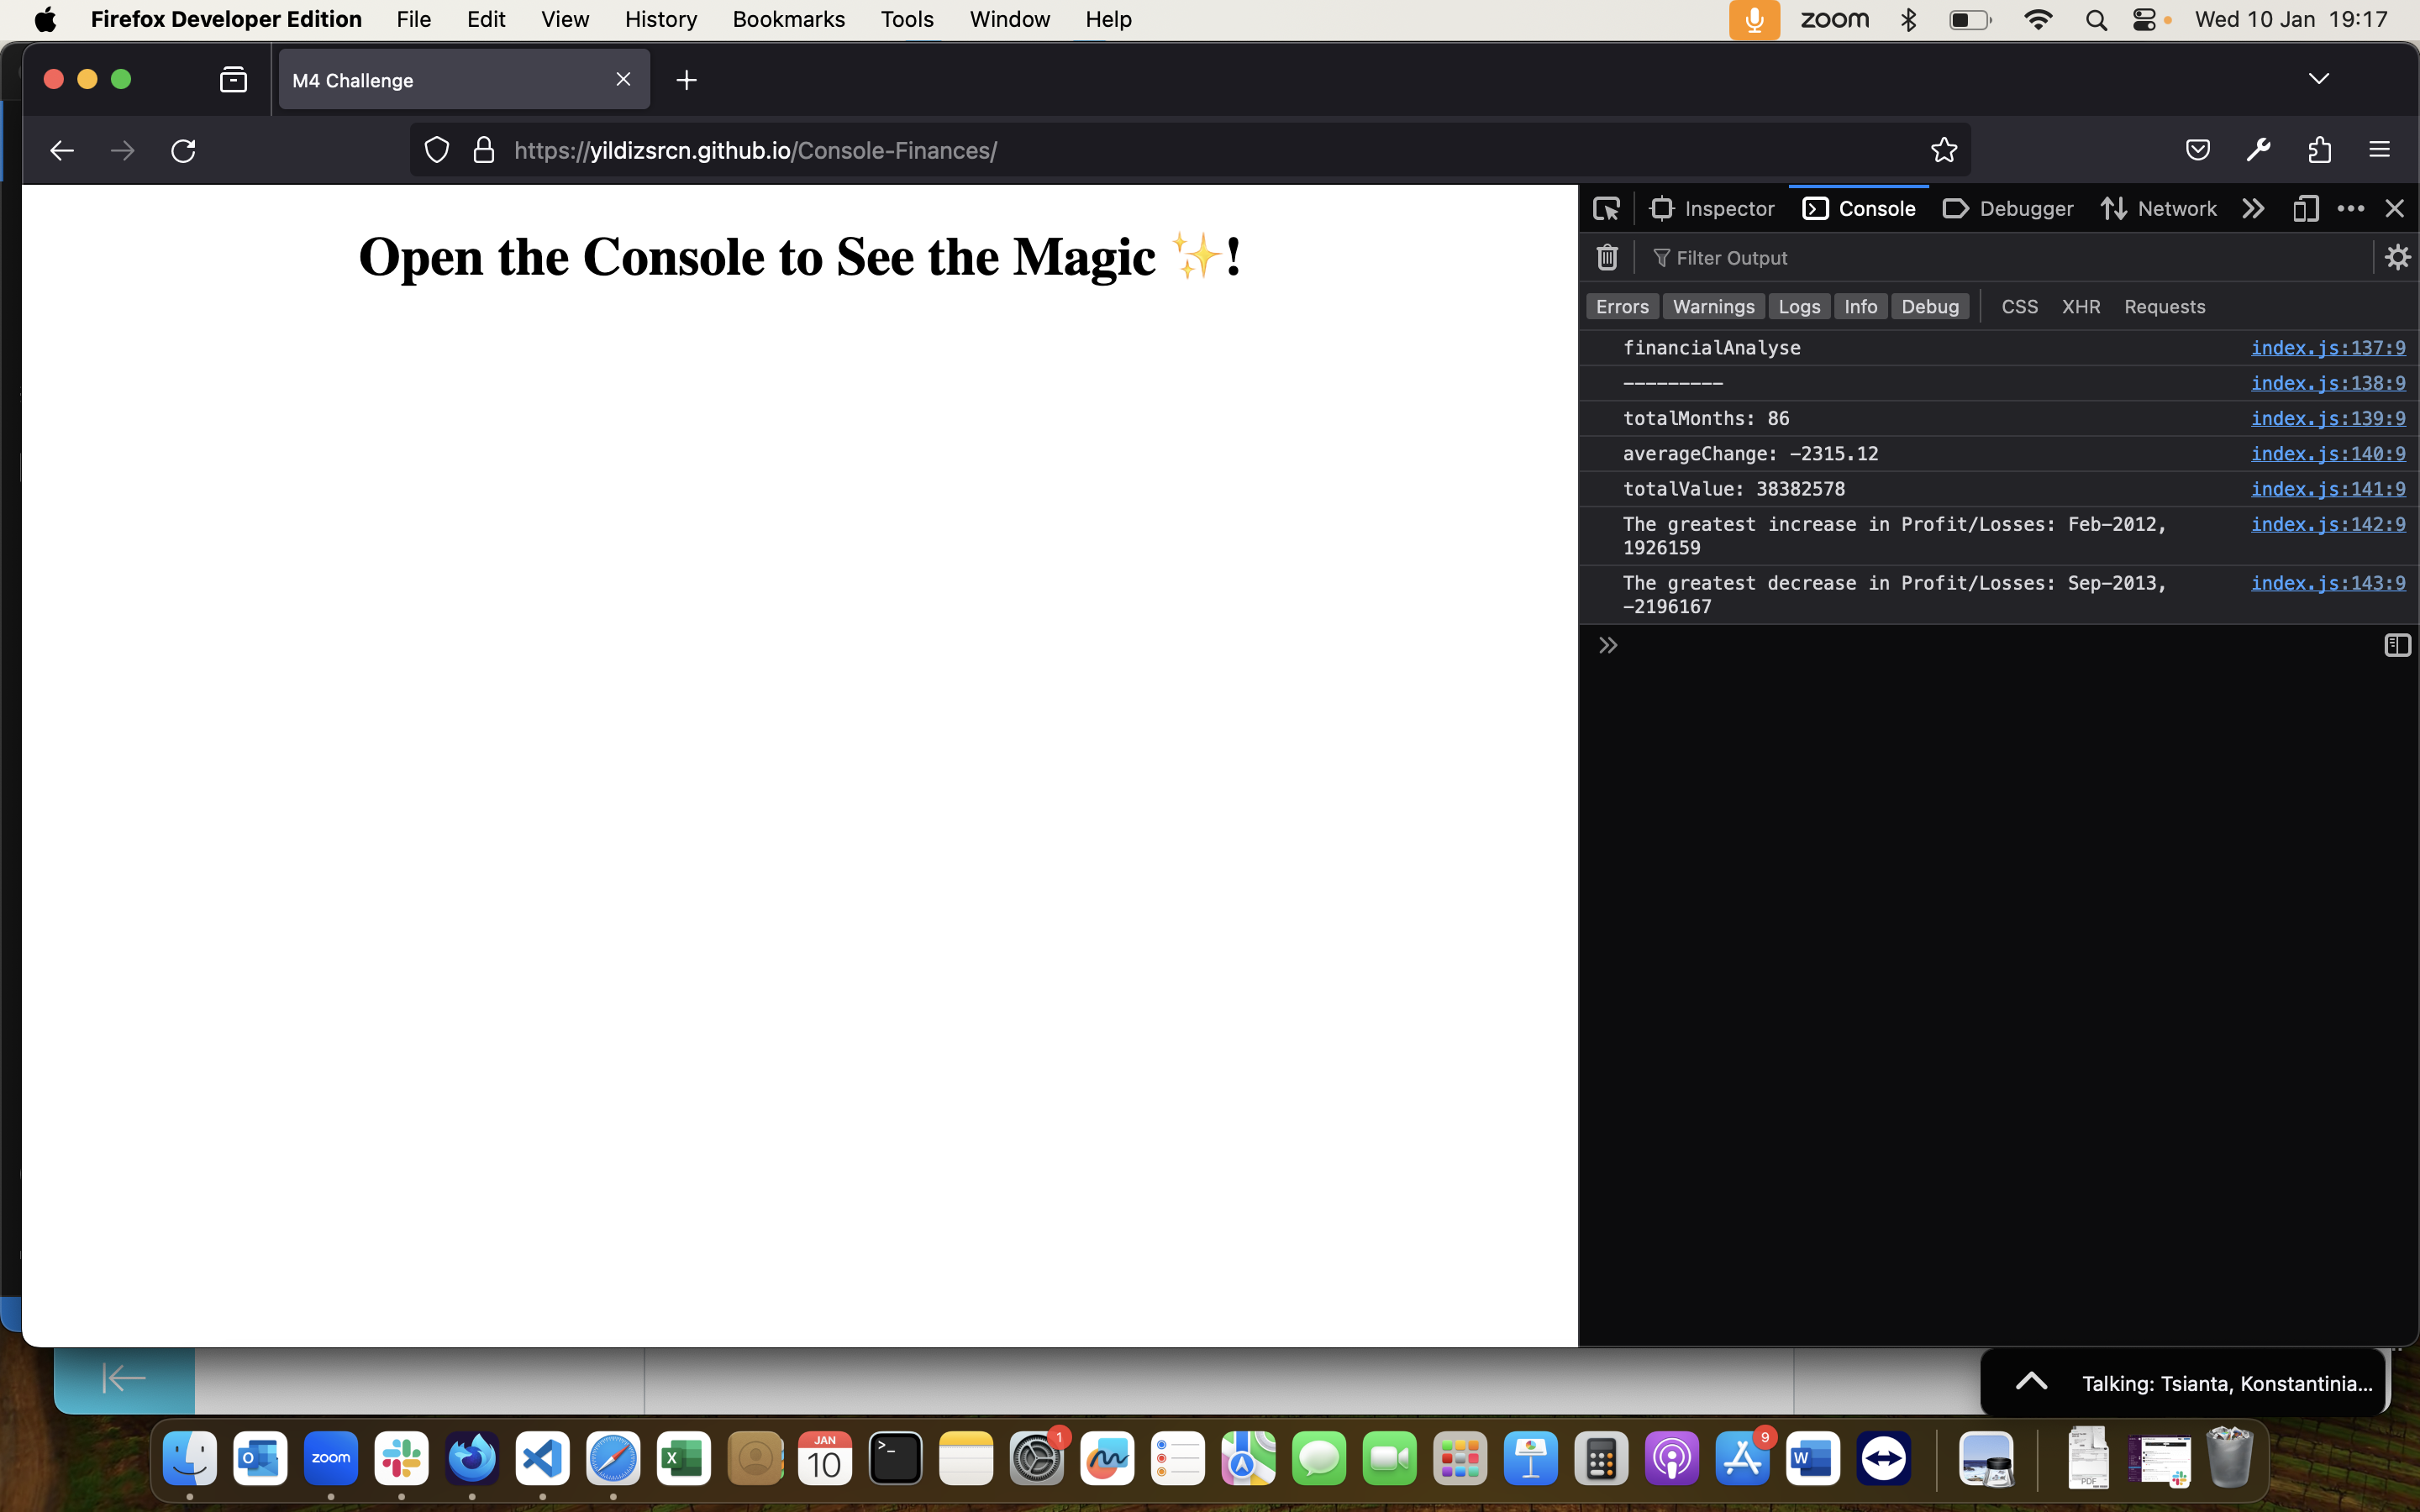 Firefox Developer Edition File Edit View History Bookmarks Tools Window Help zoom Wed 10 Jan 19:17
M4 Challenge
https://yildizsrcn.github.io/Console-Finances/
Open the Console to See the Magic ✨!
Inspector Console Debugger Network
Filter Output
Errors Warnings Logs Info Debug CSS XHR Requests
financialAnalyse index.js:137:9
--------- index.js:138:9
totalMonths: 86 index.js:139:9
averageChange: -2315.12 index.js:140:9
totalValue: 38382578 index.js:141:9
The greatest increase in Profit/Losses: Feb-2012, index.js:142:9
1926159
The greatest decrease in Profit/Losses: Sep-2013, index.js:143:9
-2196167
Talking: Tsianta, Konstantinia...
zoom
JAN
10
1
9
PDF